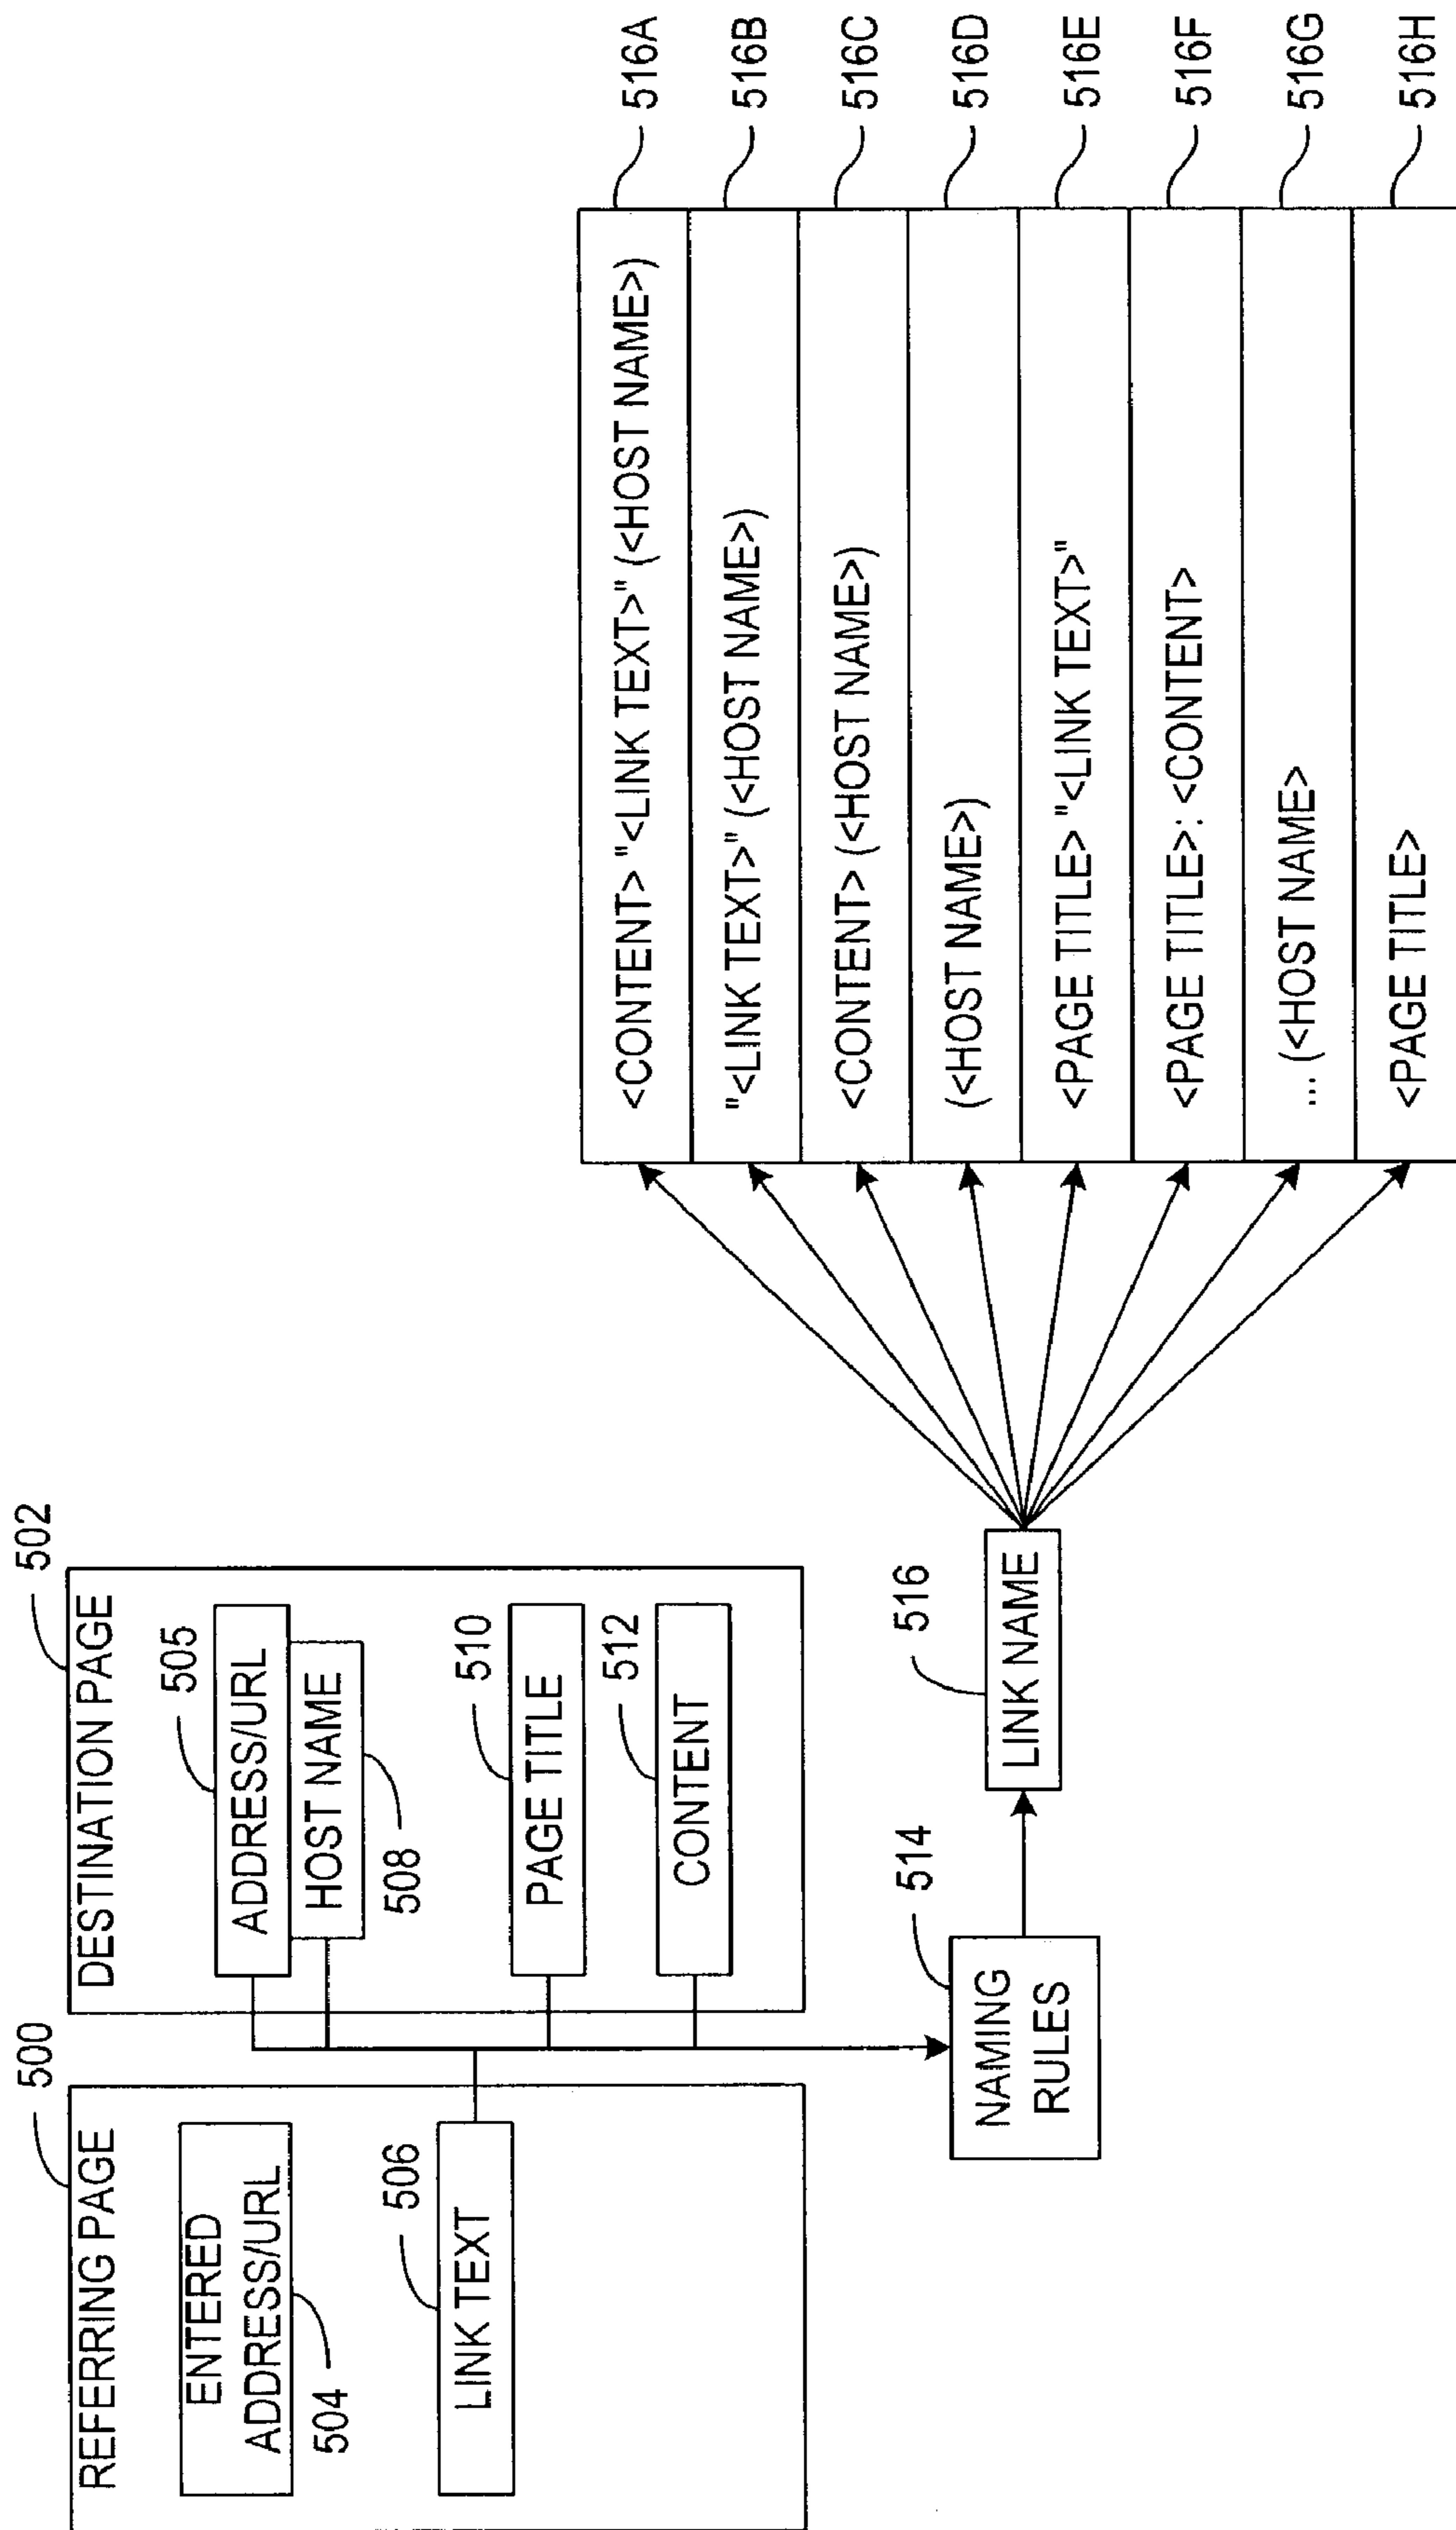 500
REFERRING PAGE
ENTERED
ADDRESS/URL
504
506
LINK TEXT
502
DESTINATION PAGE
505
ADDRESS/URL
HOST NAME
508
510
PAGE TITLE
512
CONTENT
514
NAMING
RULES
516
LINK NAME
<CONTENT> "<LINK TEXT>" (<HOST NAME>)
516A
"<LINK TEXT>" (<HOST NAME>)
516B
<CONTENT> (<HOST NAME>)
516C
(<HOST NAME>)
516D
<PAGE TITLE> "<LINK TEXT>"
516E
<PAGE TITLE>: <CONTENT>
516F
... (<HOST NAME>
516G
<PAGE TITLE>
516H